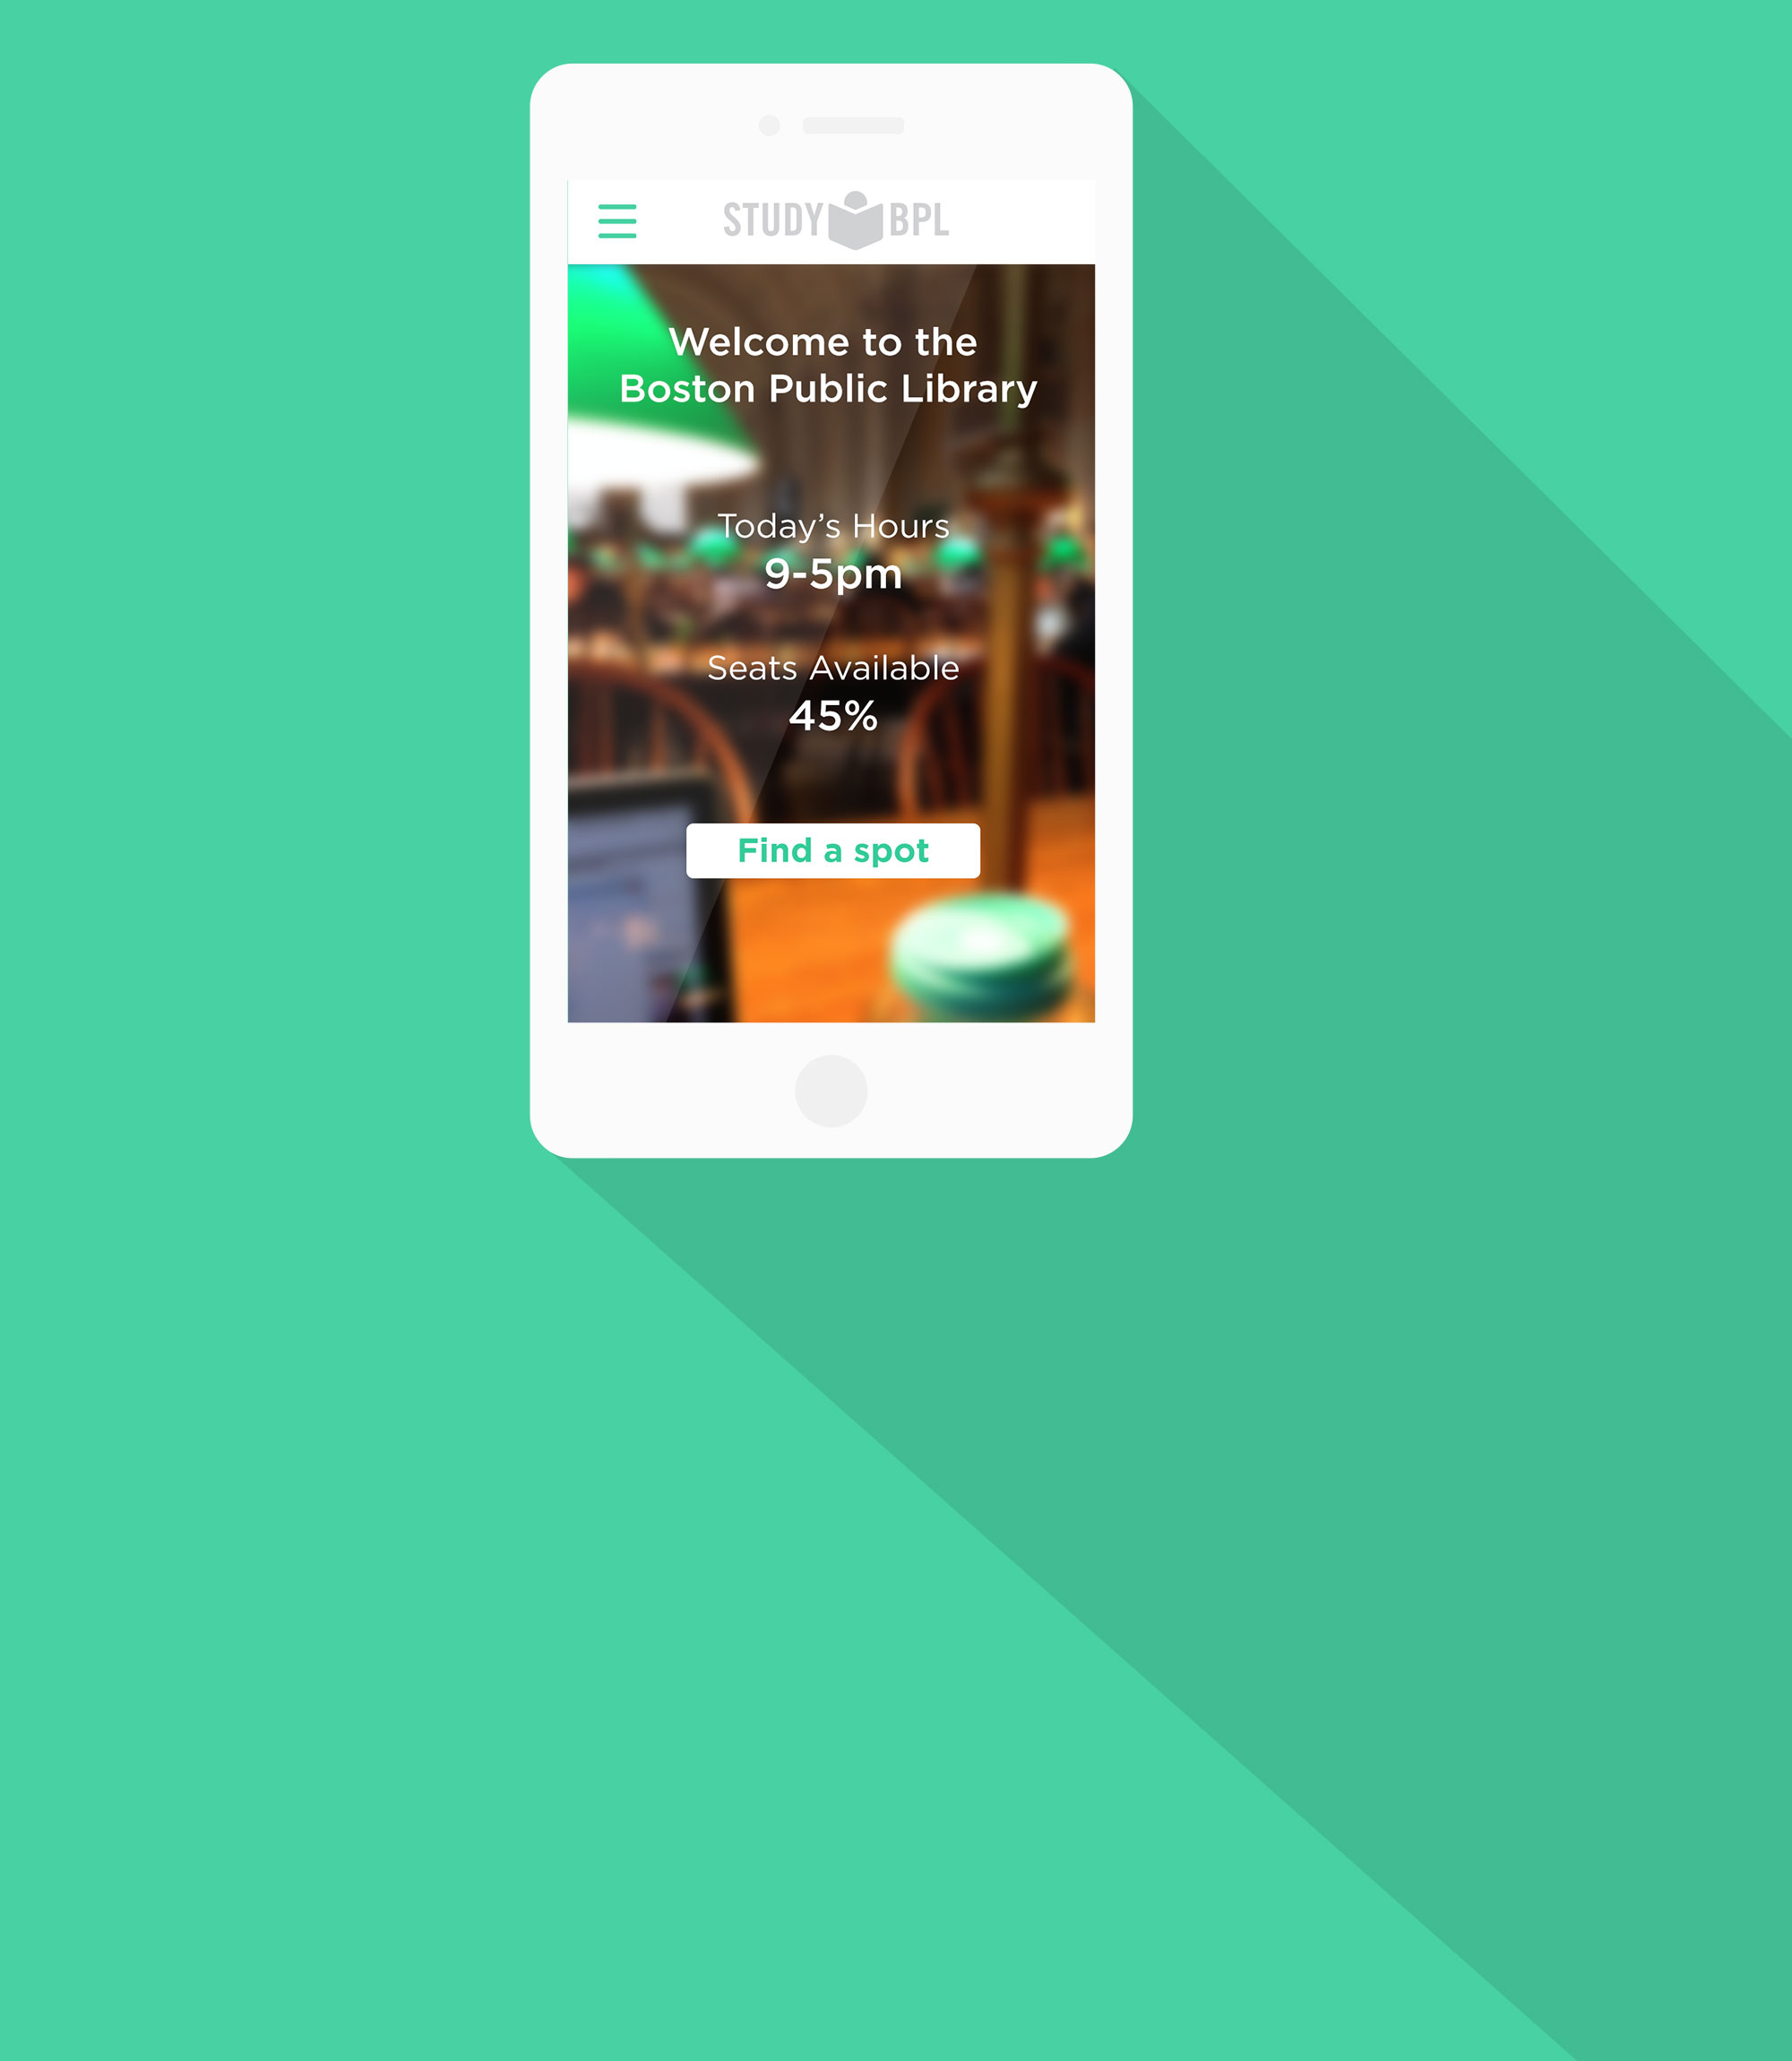 STUDY BPL
Welcome to the
Boston Public Library
Today's Hours
9-5pm
Seats Available
45%
Find a spot